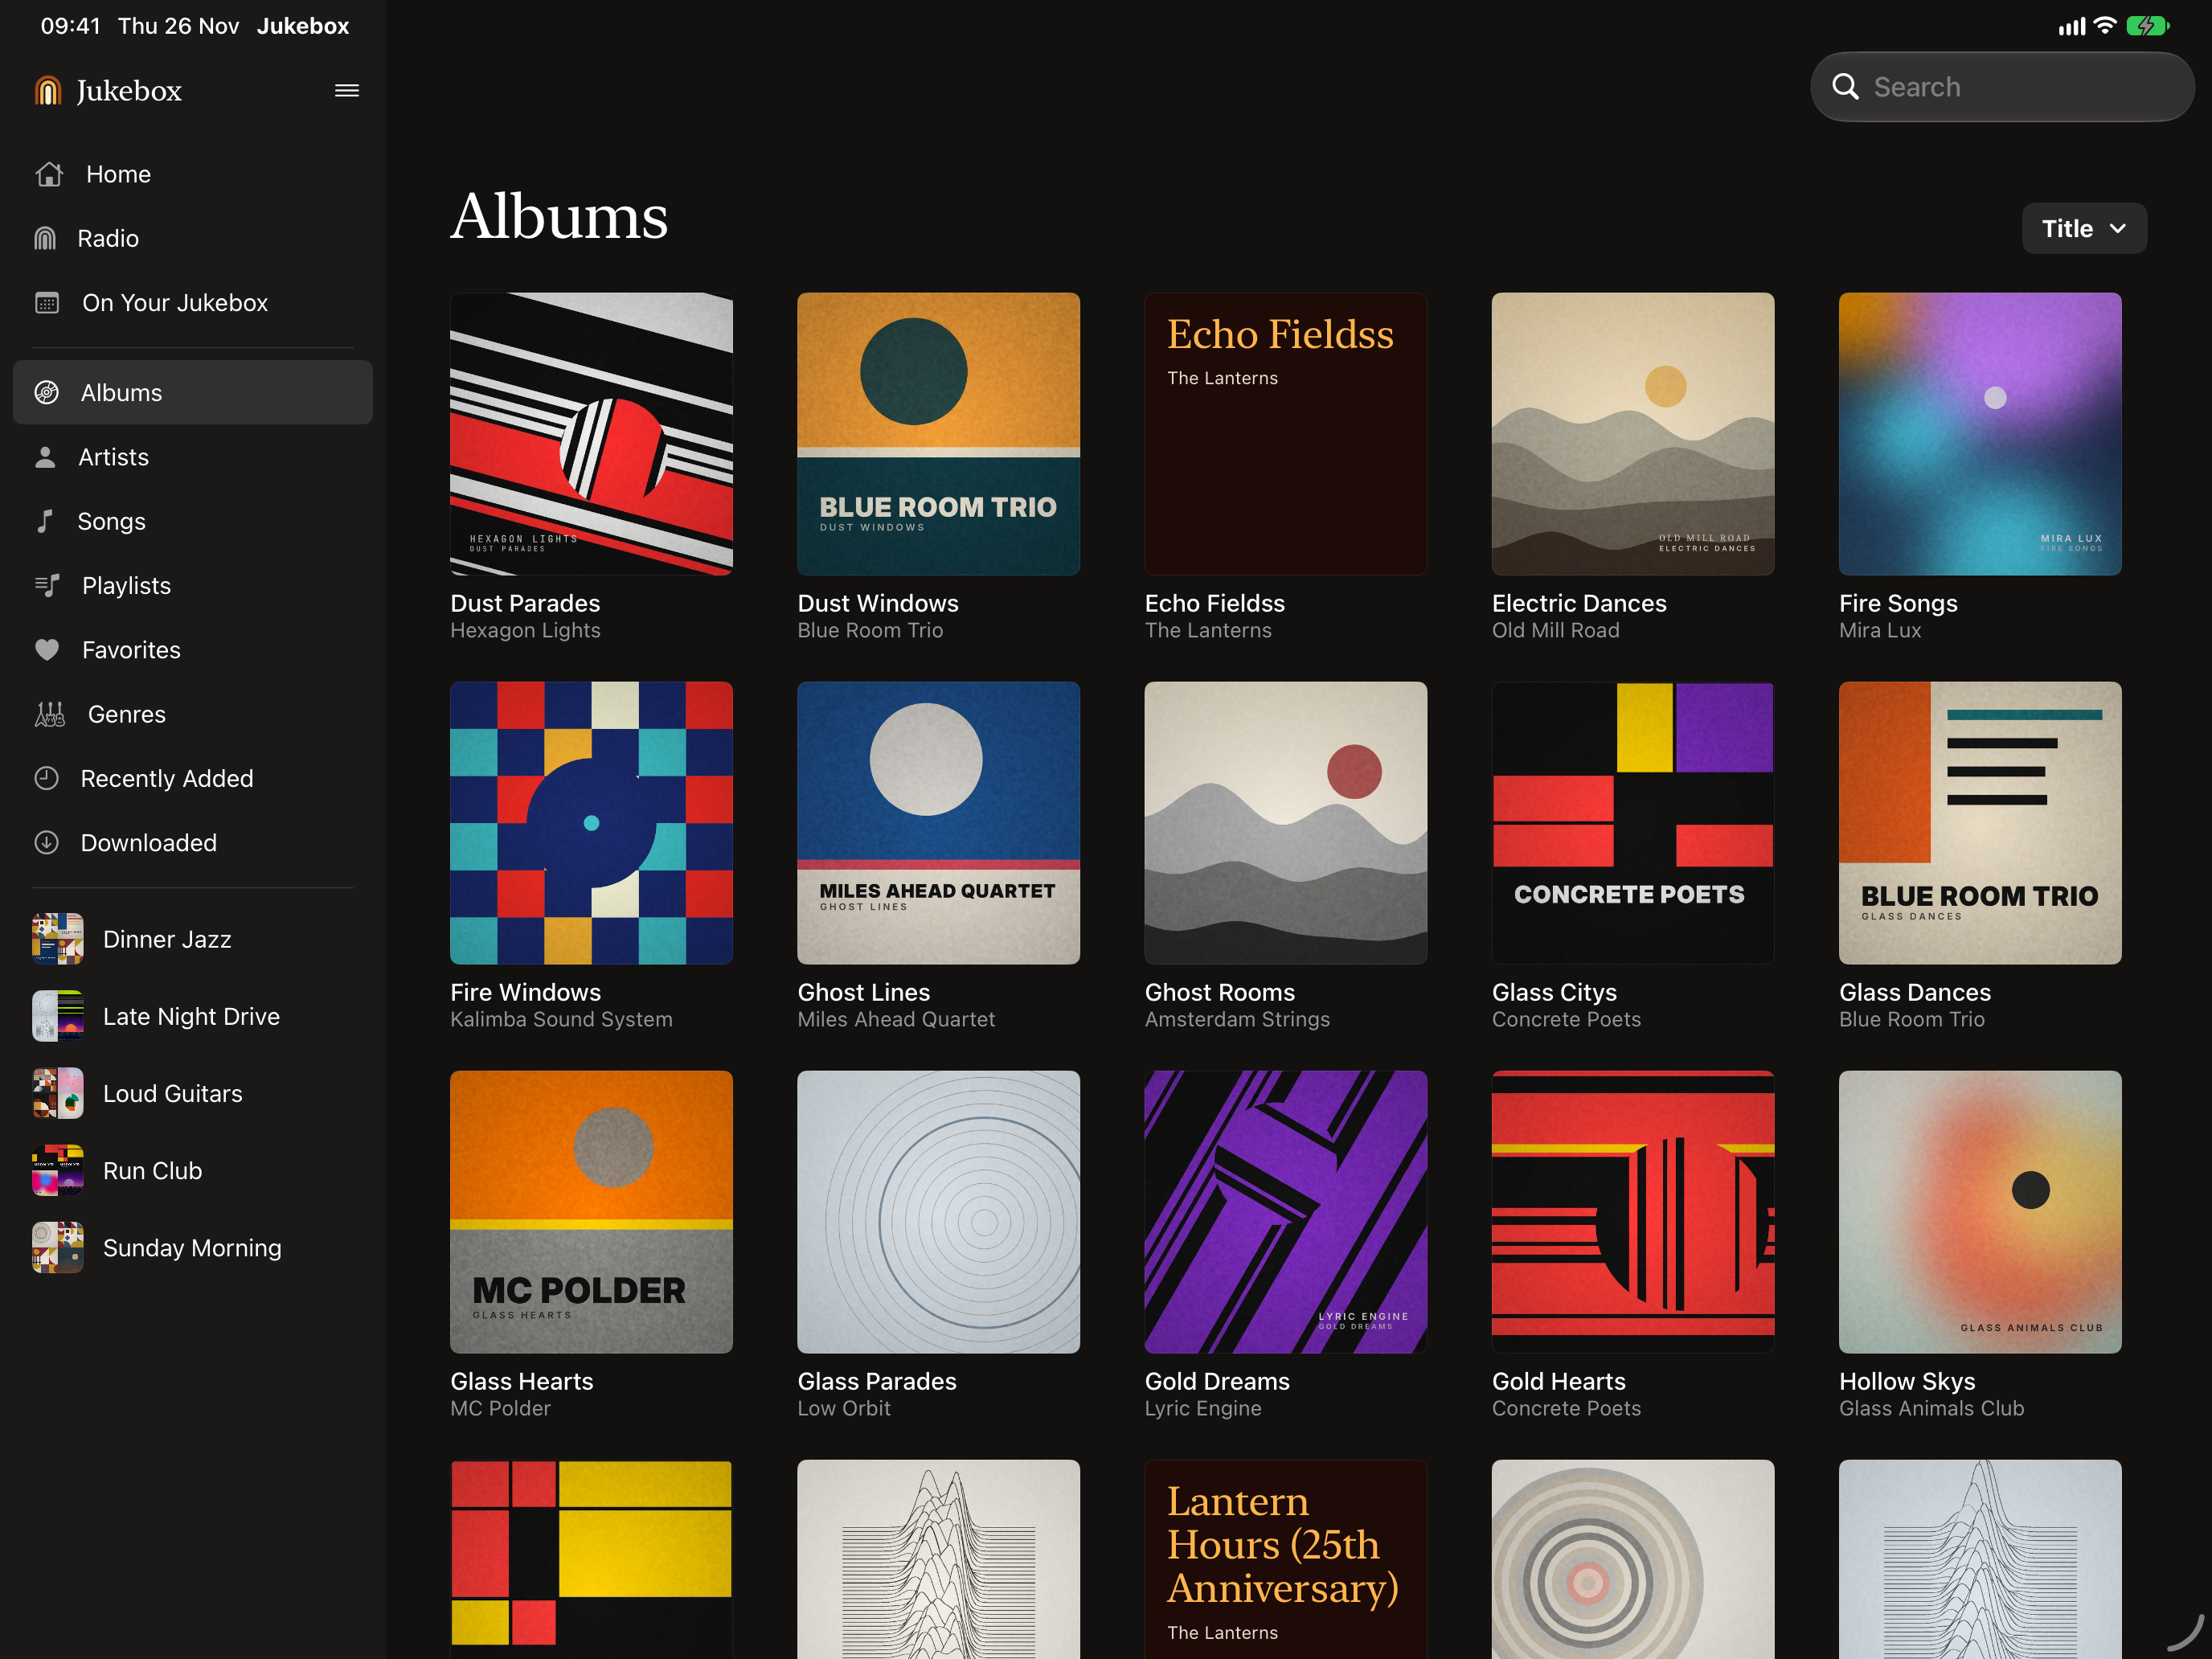 09:41 Thu 26 Nov Jukebox
Jukebox
Search
Home
Radio
On Your Jukebox
Albums
Artists
Songs
Playlists
Favorites
Genres
Recently Added
Downloaded
Dinner Jazz
Late Night Drive
Loud Guitars
Run Club
Sunday Morning
Albums
Title
HEXAGON LIGHTS
DUST PARADES
Dust Parades
Hexagon Lights
BLUE ROOM TRIO
DUST WINDOWS
Dust Windows
Blue Room Trio
Echo Fieldss
The Lanterns
Echo Fieldss
The Lanterns
OLD MILL ROAD
ELECTRIC DANCES
Electric Dances
Old Mill Road
MIRA LUX
FIRE SONGS
Fire Songs
Mira Lux
Fire Windows
Kalimba Sound System
MILES AHEAD QUARTET
GHOST LINES
Ghost Lines
Miles Ahead Quartet
Ghost Rooms
Amsterdam Strings
CONCRETE POETS
Glass Citys
Concrete Poets
BLUE ROOM TRIO
GLASS DANCES
Glass Dances
Blue Room Trio
MC POLDER
GLASS HEARTS
Glass Hearts
MC Polder
Glass Parades
Low Orbit
LYRIC ENGINE
GOLD DREAMS
Gold Dreams
Lyric Engine
Gold Hearts
Concrete Poets
GLASS ANIMALS CLUB
Hollow Skys
Glass Animals Club
Lantern
Hours (25th
Anniversary)
The Lanterns